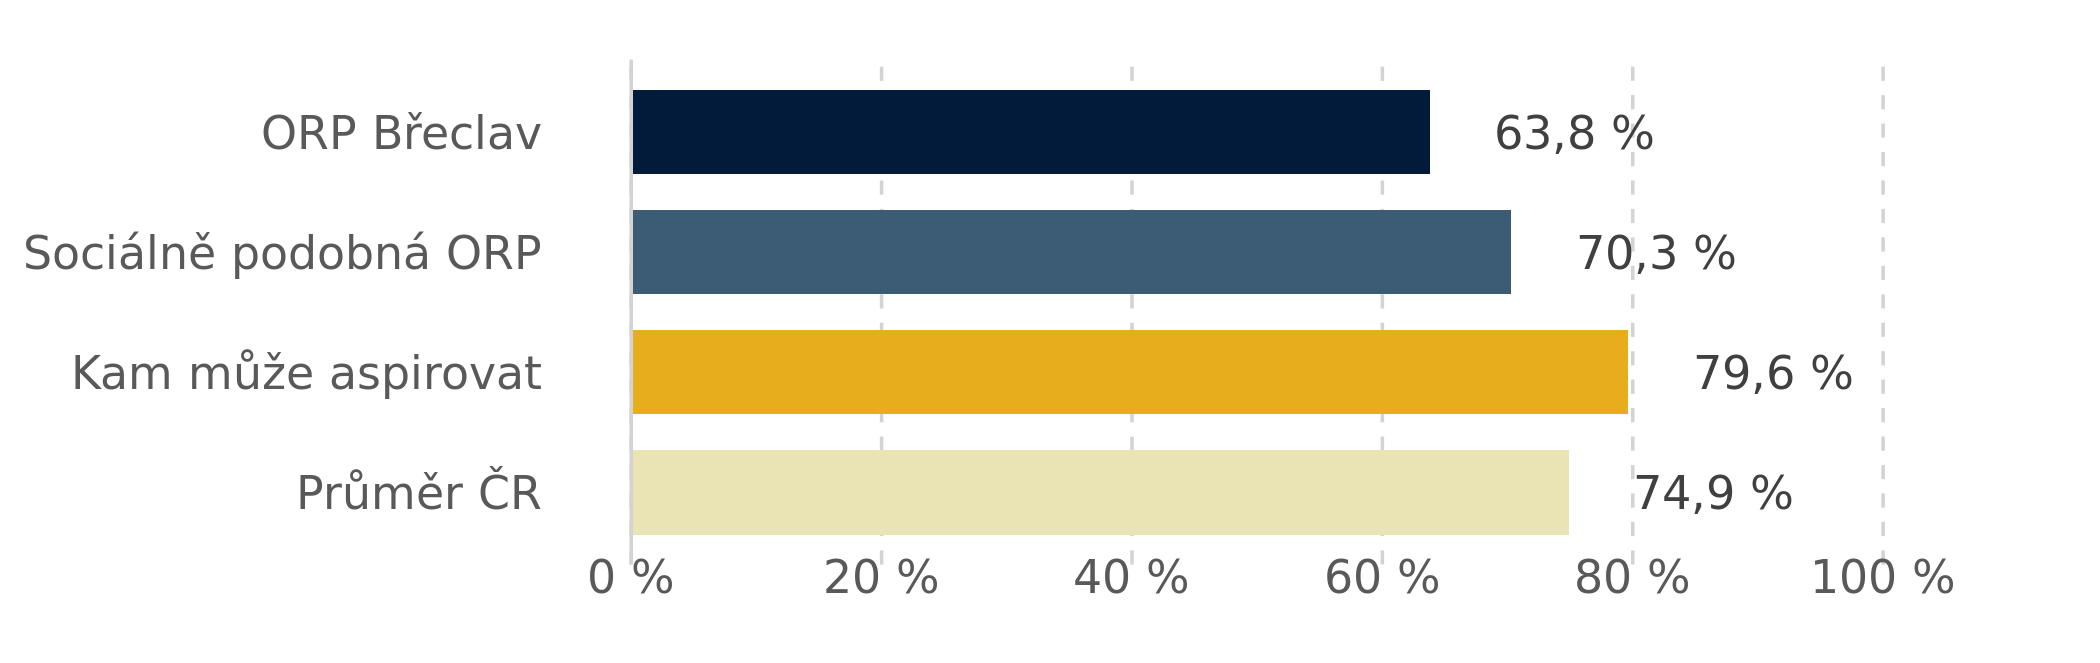 ORP Břeclav 63,8 %
Sociálně podobná ORP 70,3 %
Kam může aspirovat 79,6 %
Průměr ČR 74,9 %
0 % 20 % 40 % 60 % 80 % 100 %